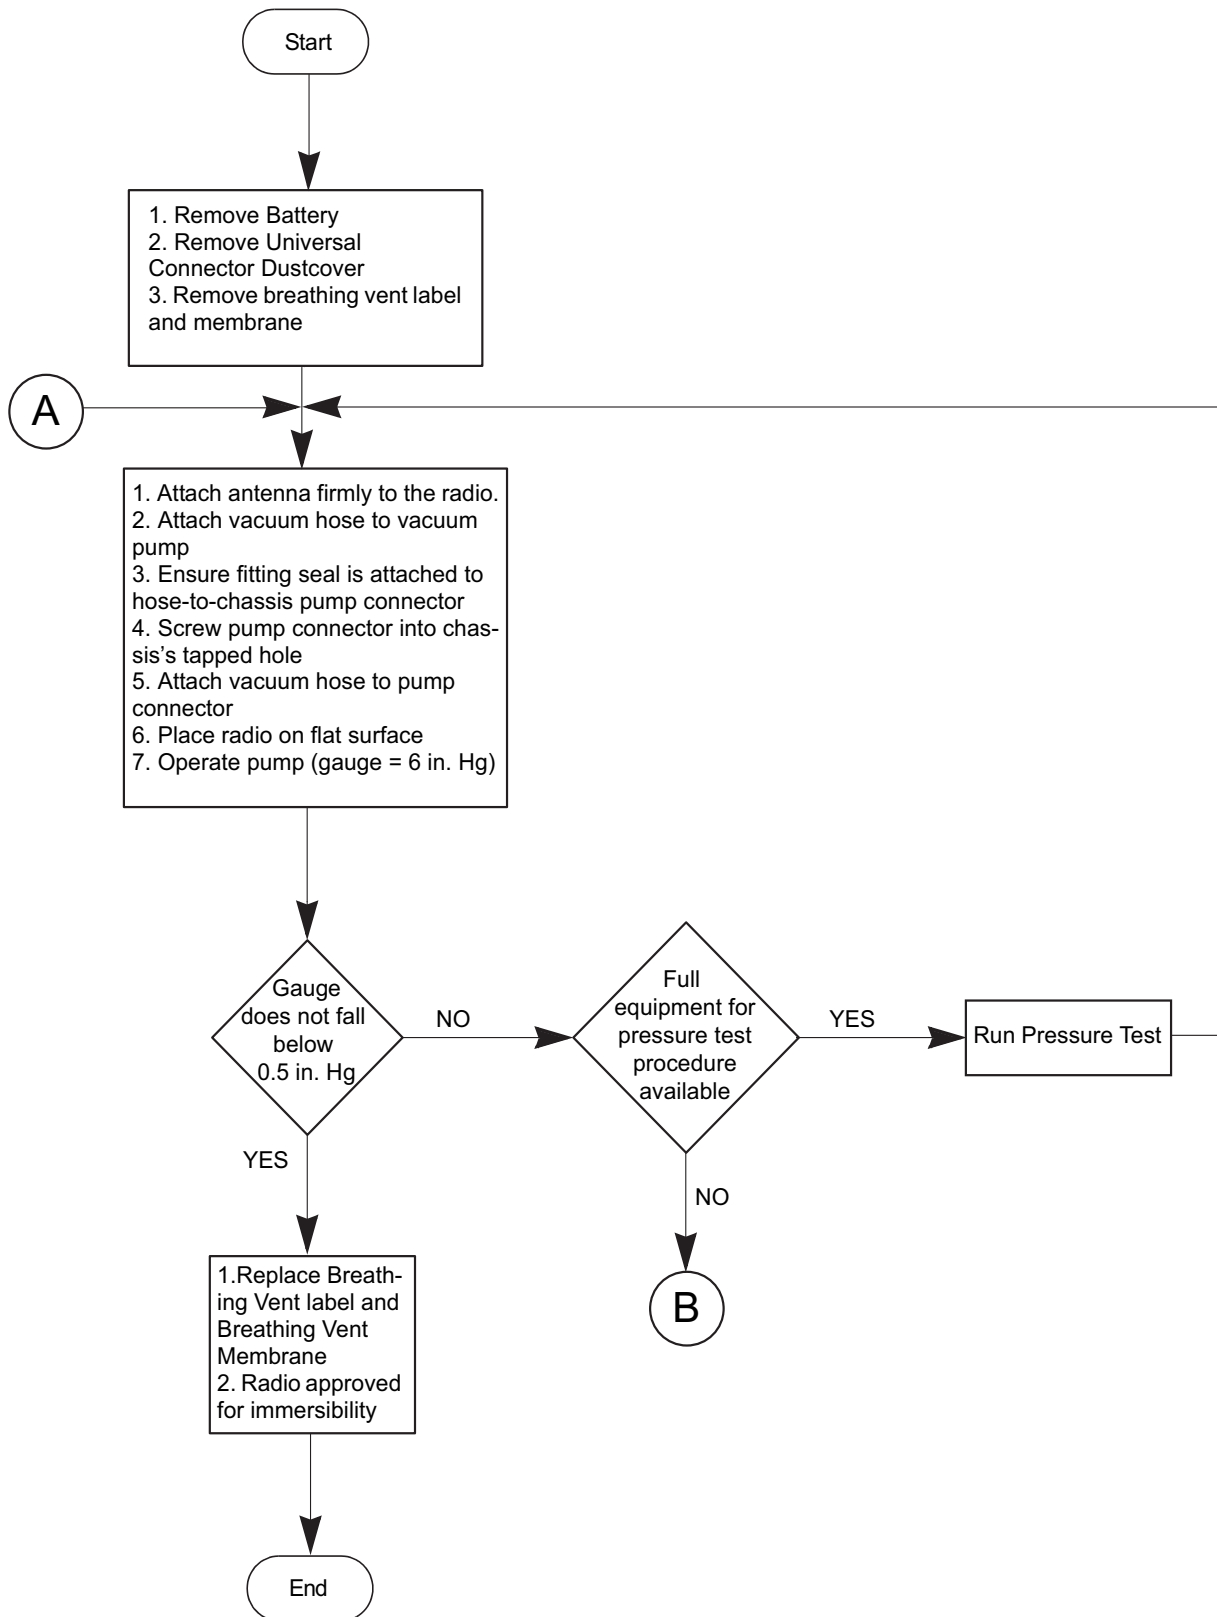 Start
1. Remove Battery
2. Remove Universal
Connector Dustcover
3. Remove breathing vent label
and membrane
A
1. Attach antenna firmly to the radio.
2. Attach vacuum hose to vacuum
pump
3. Ensure fitting seal is attached to
hose-to-chassis pump connector
4. Screw pump connector into chas-
sis’s tapped hole
5. Attach vacuum hose to pump
connector
6. Place radio on flat surface
7. Operate pump (gauge = 6 in. Hg)
Gauge
does not fall
below
0.5 in. Hg
NO
Full
equipment for
pressure test
procedure
available
YES
Run Pressure Test
YES
NO
1.Replace Breath-
ing Vent label and
Breathing Vent
Membrane
2. Radio approved
for immersibility
B
End